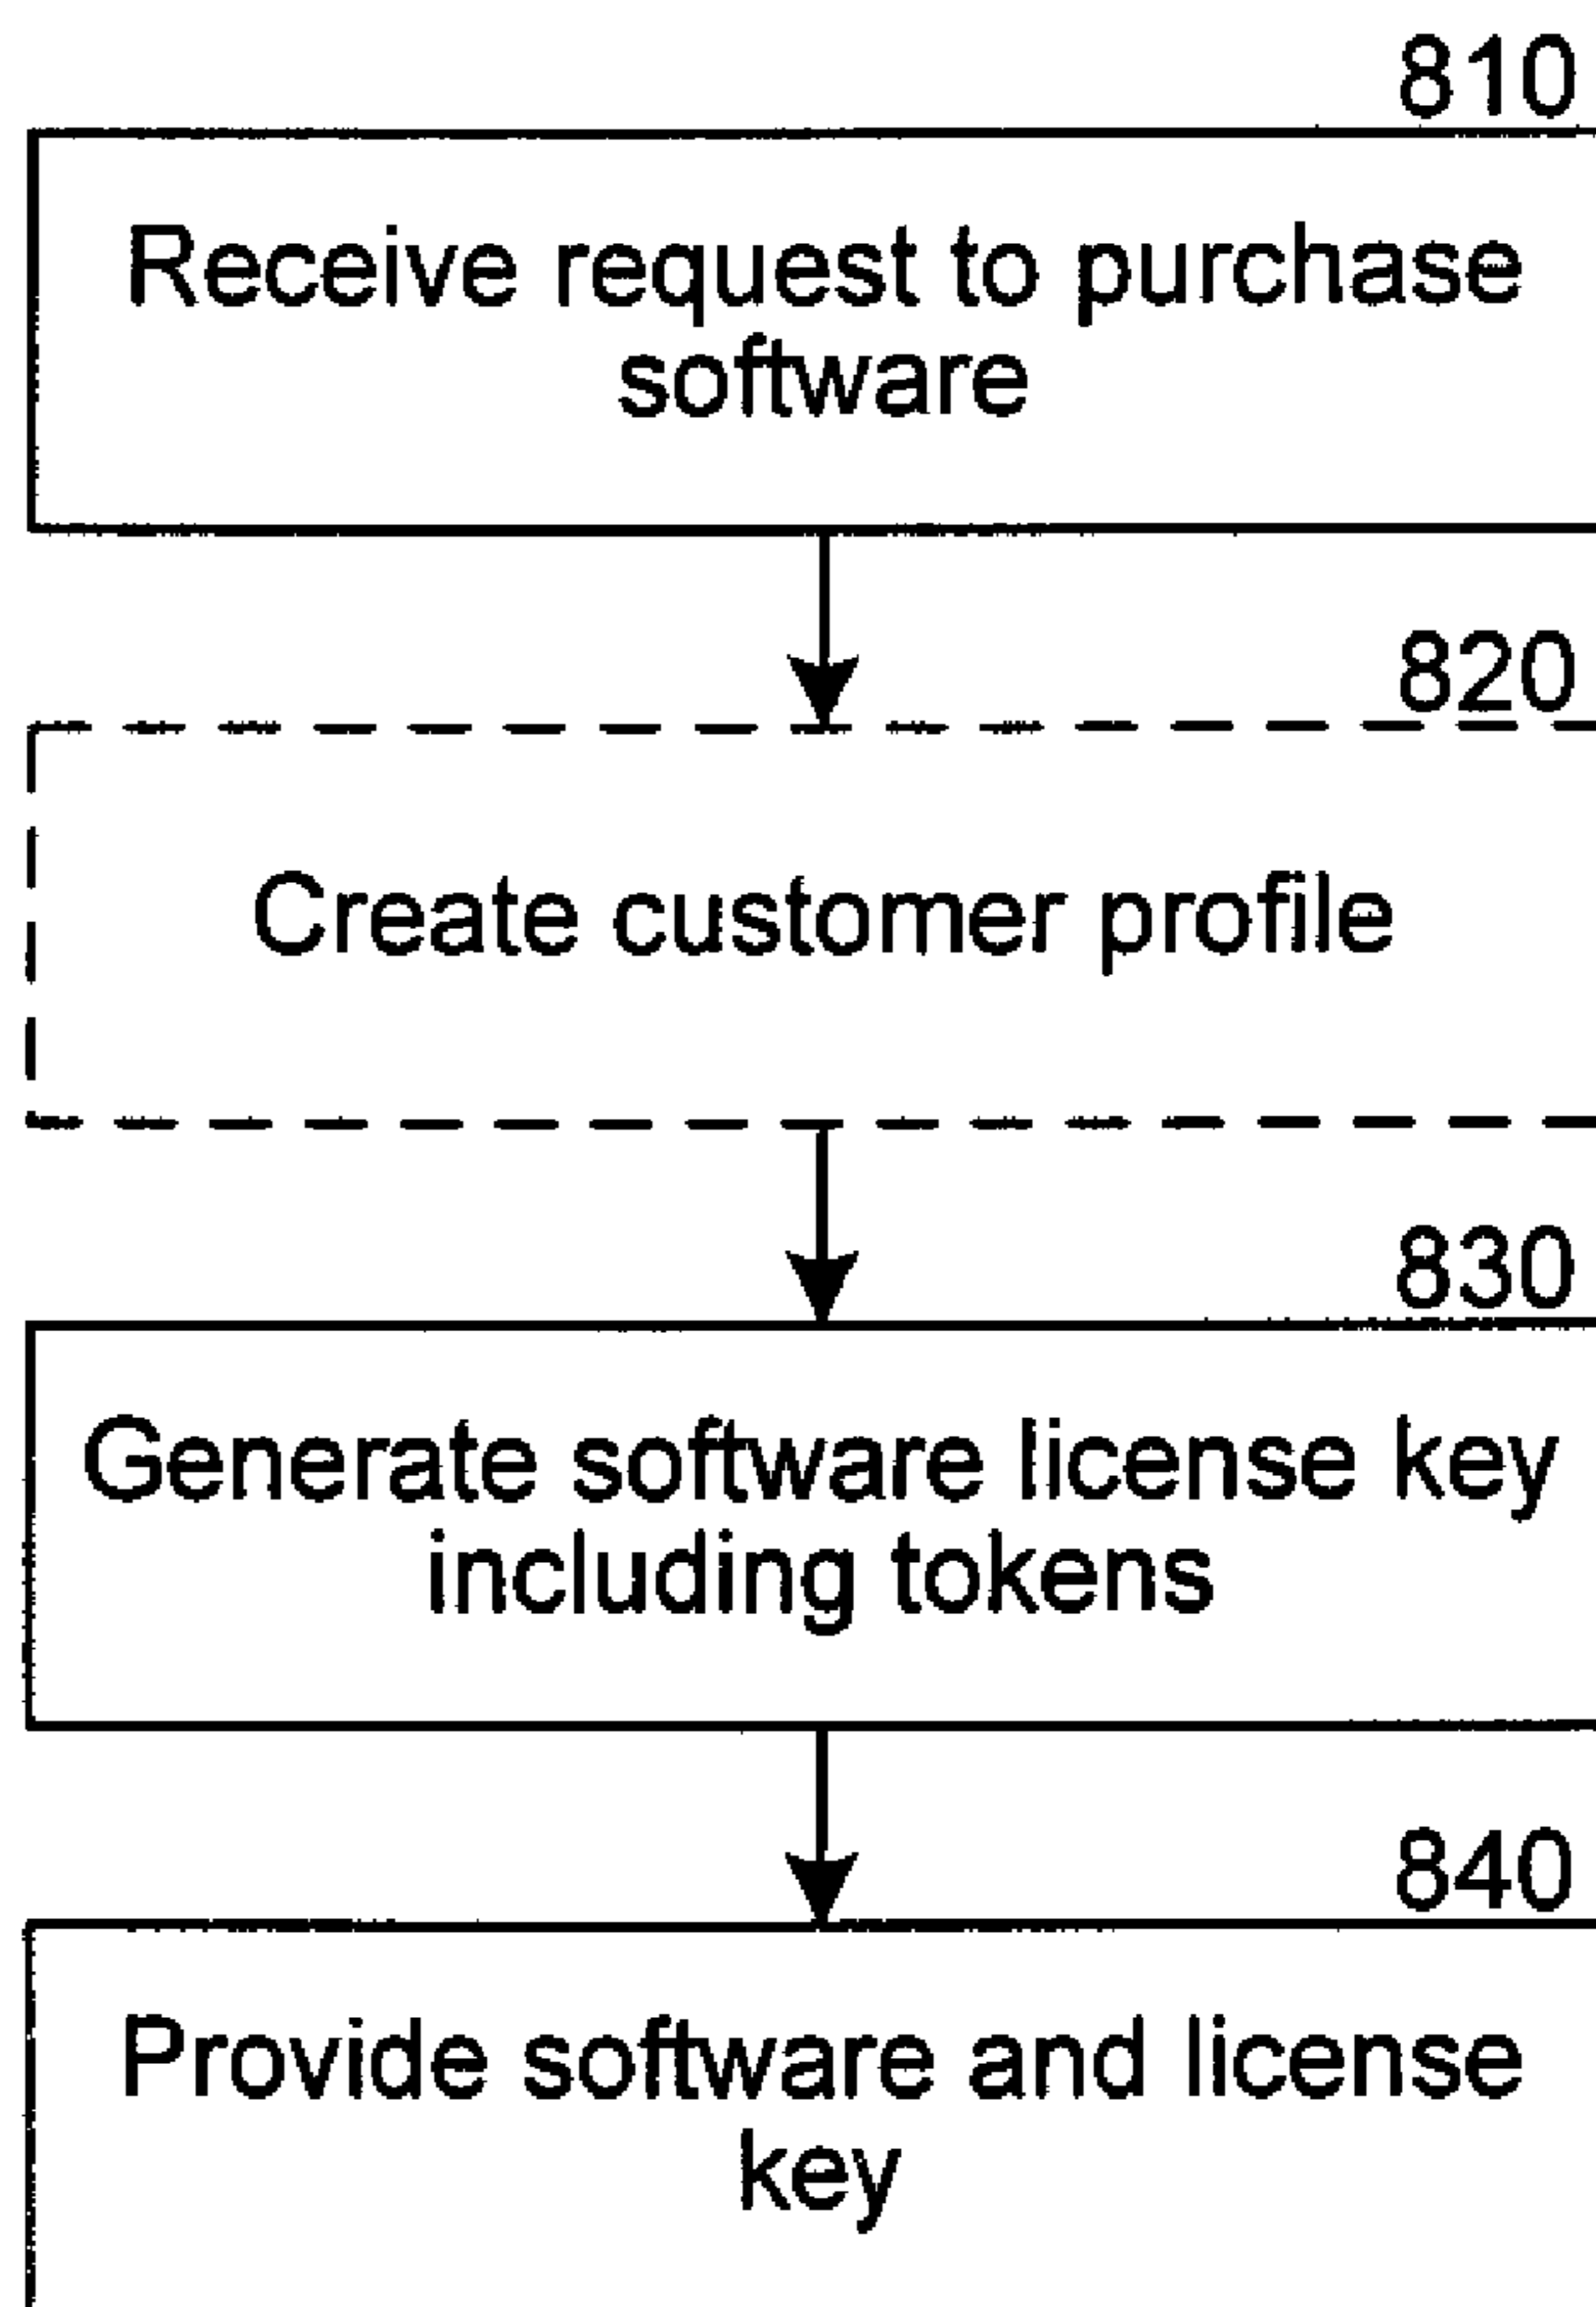 810
Receive request to purchase
software
820
Create customer profile
830
Generate software license key
including tokens
840
Provide software and license
key